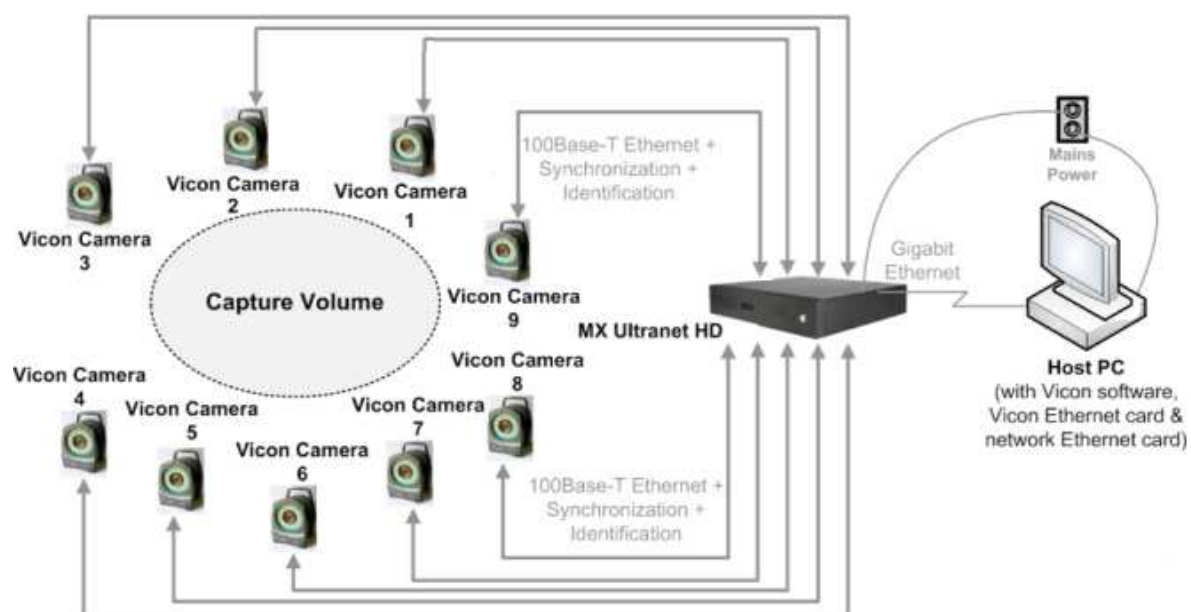 100Base-T Ethernet +
Synchronization +
Identification
Mains
Power
Vicon Camera
1
Vicon Camera
2
Vicon Camera
3
Gigabit
Ethernet
Capture Volume
Vicon Camera
9
MX Ultranet HD
Vicon Camera
4
Vicon Camera
5
Vicon Camera
6
Vicon Camera
7
Vicon Camera
8
Host PC
(with Vicon software,
Vicon Ethernet card &
network Ethernet card)
100Base-T Ethernet +
Synchronization +
Identification